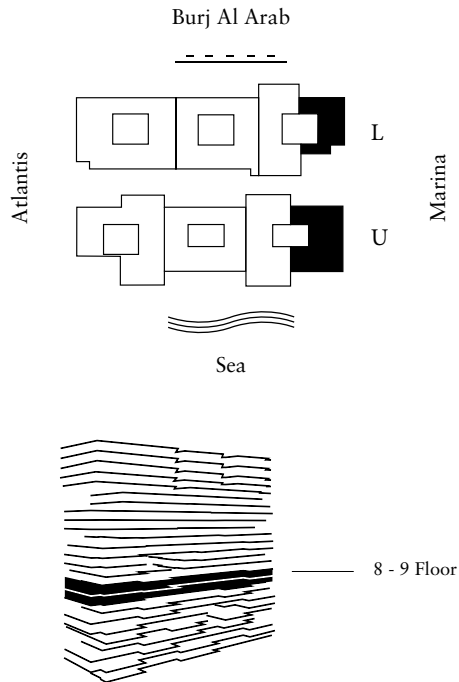 Burj Al Arab
L
Atlantis
Marina
U
Sea
8 - 9 Floor